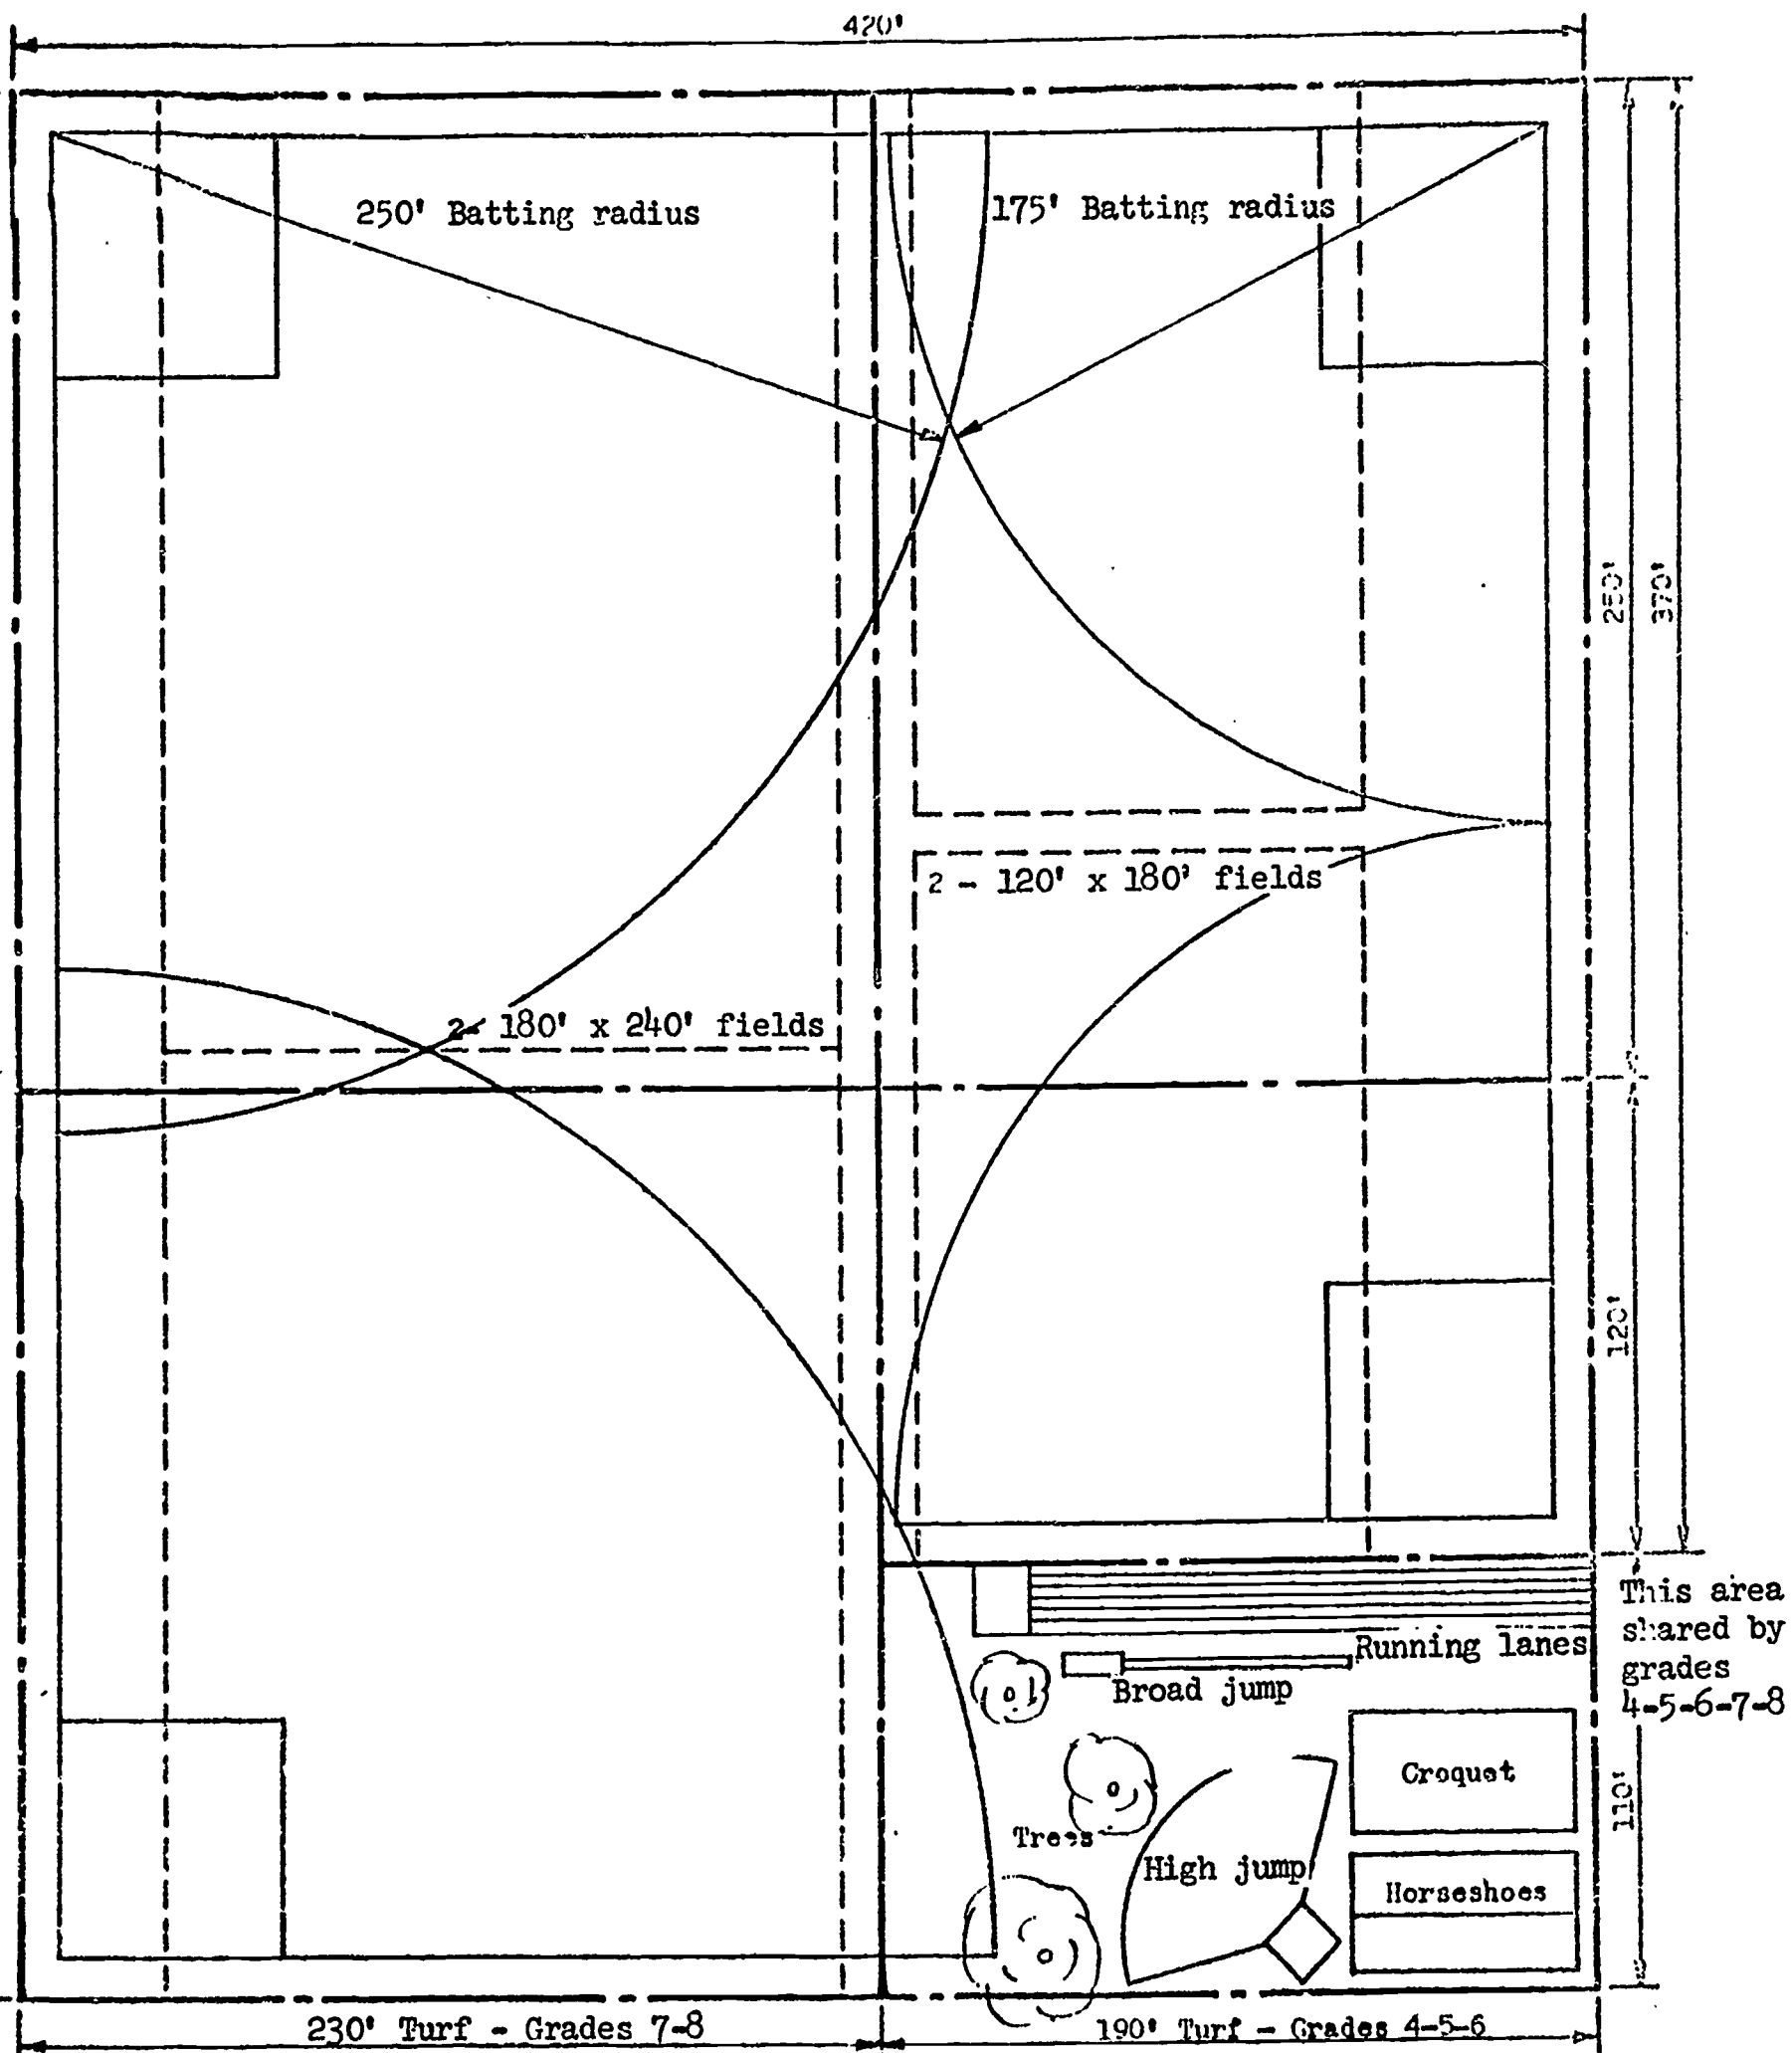 420'
250' Batting radius
175' Batting radius
250'
370'
2 - 120' x 180' fields
2- 180' x 240' fields
120'
This area
shared by
grades
4-5-6-7-8
Running lanes
Broad jump
Croquet
110'
Trees
High jump
Horseshoes
230' Turf - Grades 7-8
190' Turf - Grades 4-5-6